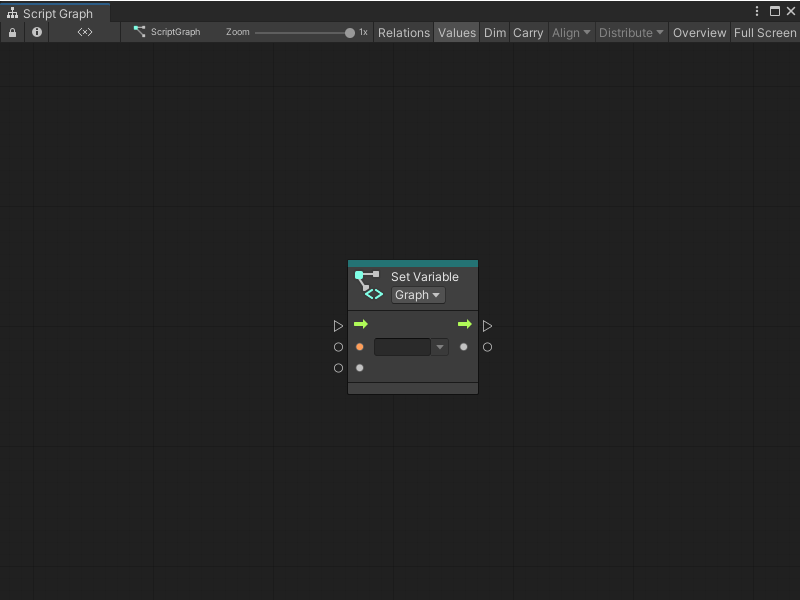 Script Graph
ScriptGraph Zoom 1x Relations Values Dim Carry Align Distribute Overview Full Screen
Set Variable
Graph